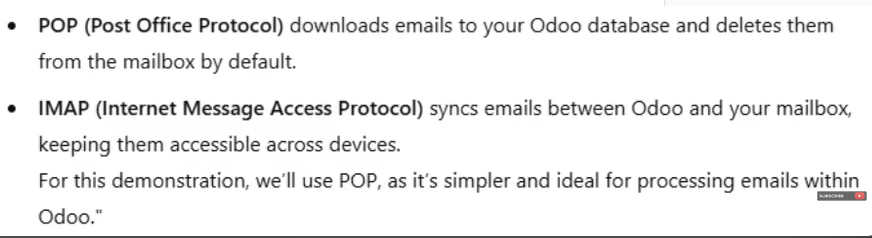 • POP (Post Office Protocol) downloads emails to your Odoo database and deletes them
from the mailbox by default.
• IMAP (Internet Message Access Protocol) syncs emails between Odoo and your mailbox,
keeping them accessible across devices.
For this demonstration, we'll use POP, as it's simpler and ideal for processing emails within
SUBSCRIBE
Odoo."